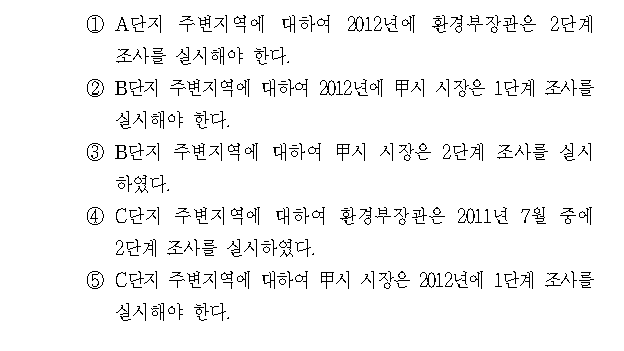 ① A단지 주변지역에 대하여 2012년에 환경부장관은 2단계
조사를 실시해야 한다.
② B단지 주변지역에 대하여 2012년에 甲시 시장은 1단계 조사를
실시해야 한다.
③ B단지 주변지역에 대하여 甲시 시장은 2단계 조사를 실시
하였다.
④ C단지 주변지역에 대하여 환경부장관은 2011년 7월 중에
2단계 조사를 실시하였다.
⑤ C단지 주변지역에 대하여 甲시 시장은 2012년에 1단계 조사를
실시해야 한다.